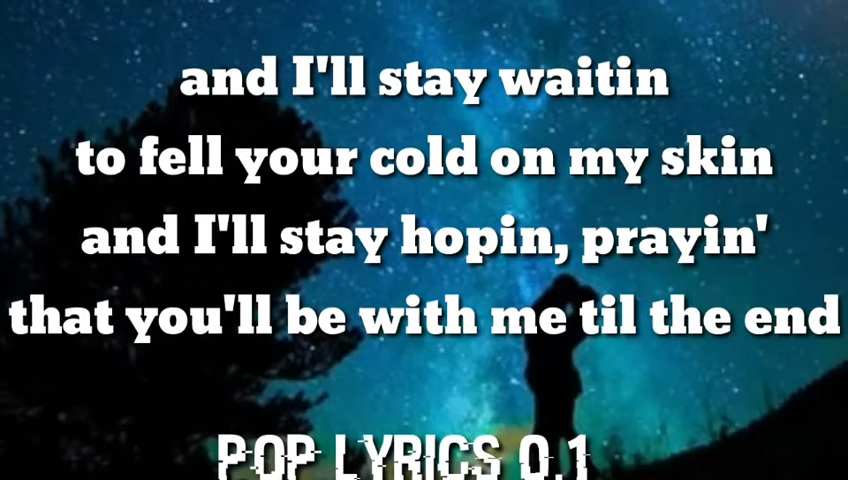 and I'll stay waitin
to fell your cold on my skin
and I'll stay hopin, prayin'
that you'll be with me til the end
POP LYRICS 0.1